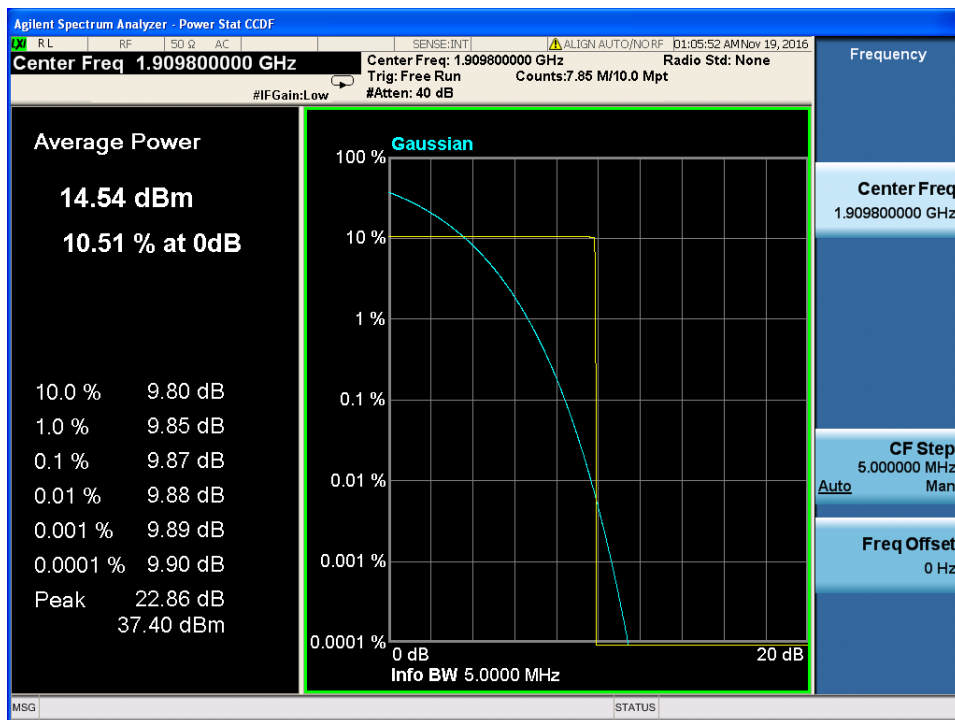 Agilent Spectrum Analyzer - Power Stat CCDF
LXI RL RF 50 Ω AC SENSE:INT ALIGN AUTO/NO RF 01:05:52 AM Nov 19, 2016
Center Freq 1.909800000 GHz
Center Freq: 1.909800000 GHz Radio Std: None
Trig: Free Run Counts:7.85 M/10.0 Mpt
#IFGain:Low #Atten: 40 dB
Frequency
Average Power
14.54 dBm
10.51 % at 0dB
10.0 % 9.80 dB
1.0 % 9.85 dB
0.1 % 9.87 dB
0.01 % 9.88 dB
0.001 % 9.89 dB
0.0001 % 9.90 dB
Peak 22.86 dB
37.40 dBm
Gaussian
100 %
10 %
1 %
0.1 %
0.01 %
0.001 %
0.0001 %
0 dB 20 dB
Info BW 5.0000 MHz
Center Freq
1.909800000 GHz
CF Step
5.000000 MHz
Auto Man
Freq Offset
0 Hz
MSG STATUS